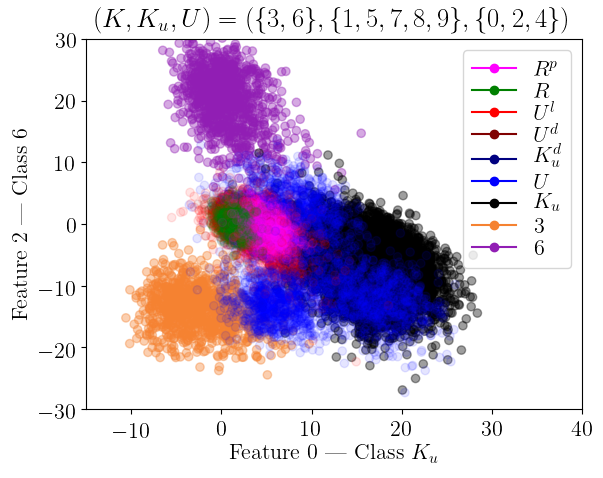 (K, K_u, U) = ({3, 6}, {1, 5, 7, 8, 9}, {0, 2, 4})
30
20
10
0
−10
−20
−30
Feature 2 — Class 6
R^p
R
U^l
U^d
K_u^d
U
K_u
3
6
−10
0
10
20
30
40
Feature 0 — Class K_u